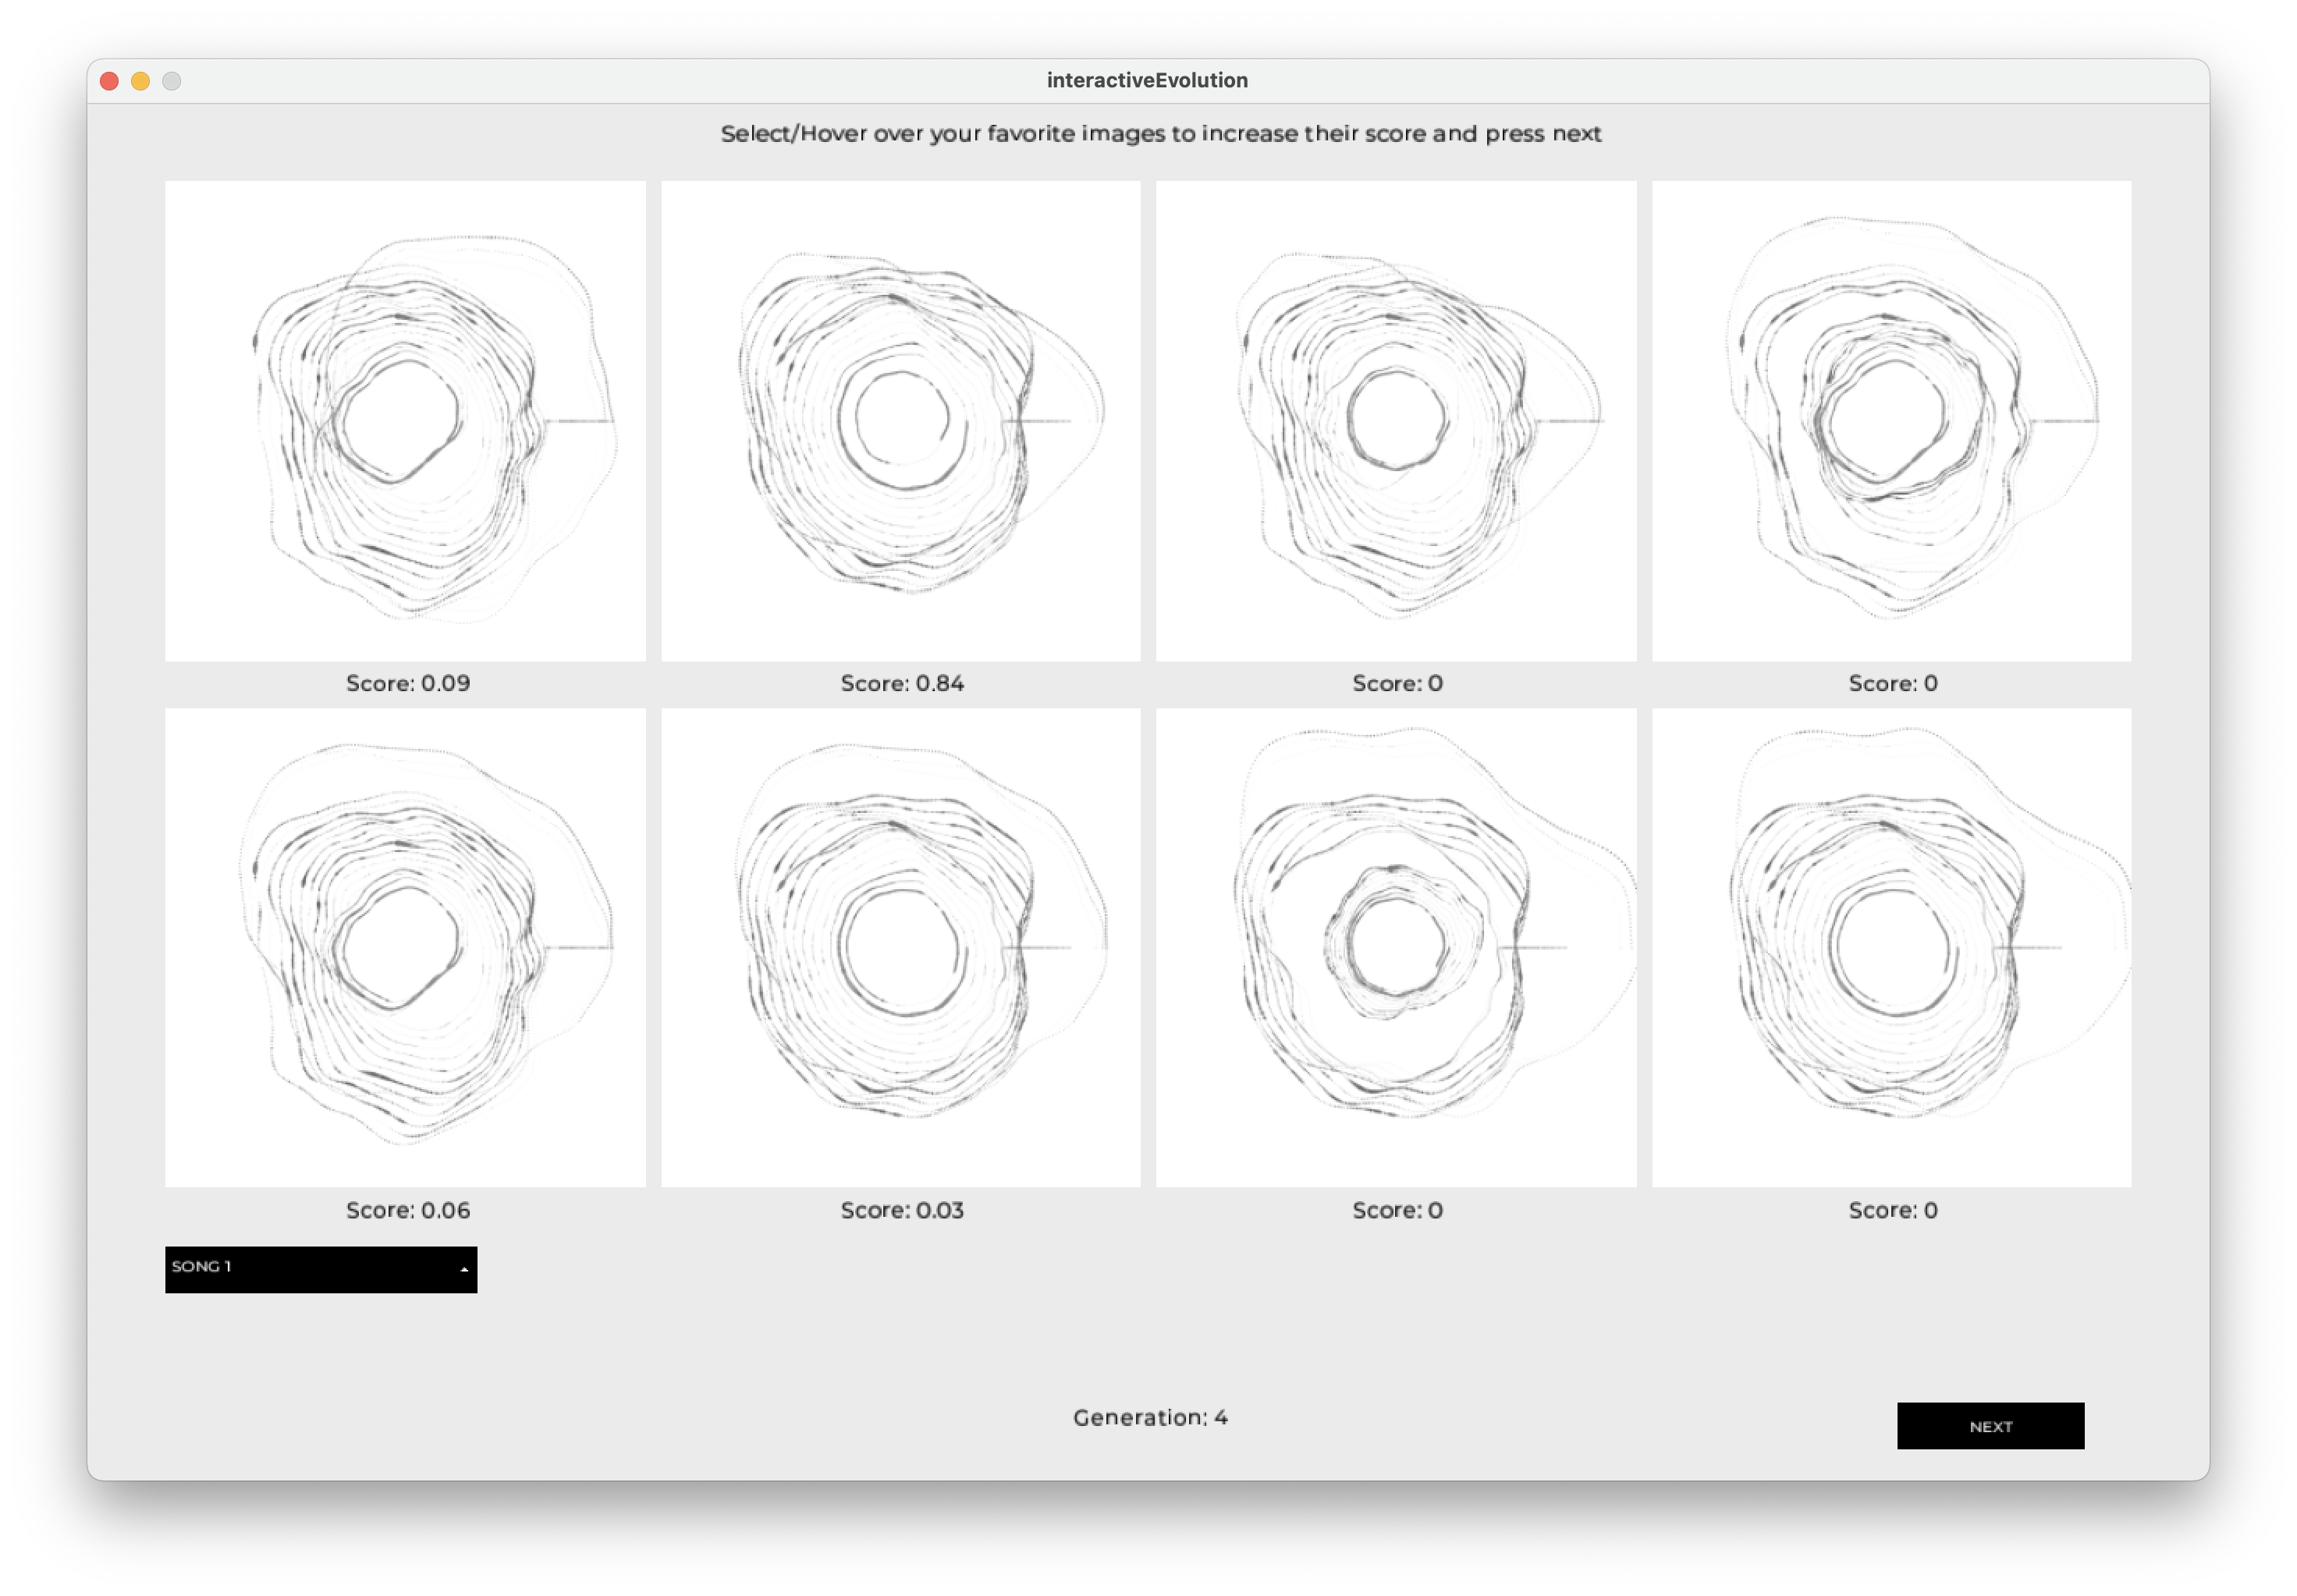 interactiveEvolution
Select/Hover over your favorite images to increase their score and press next
Score: 0.09
Score: 0.84
Score: 0
Score: 0
Score: 0.06
Score: 0.03
Score: 0
Score: 0
SONG 1
Generation: 4
NEXT